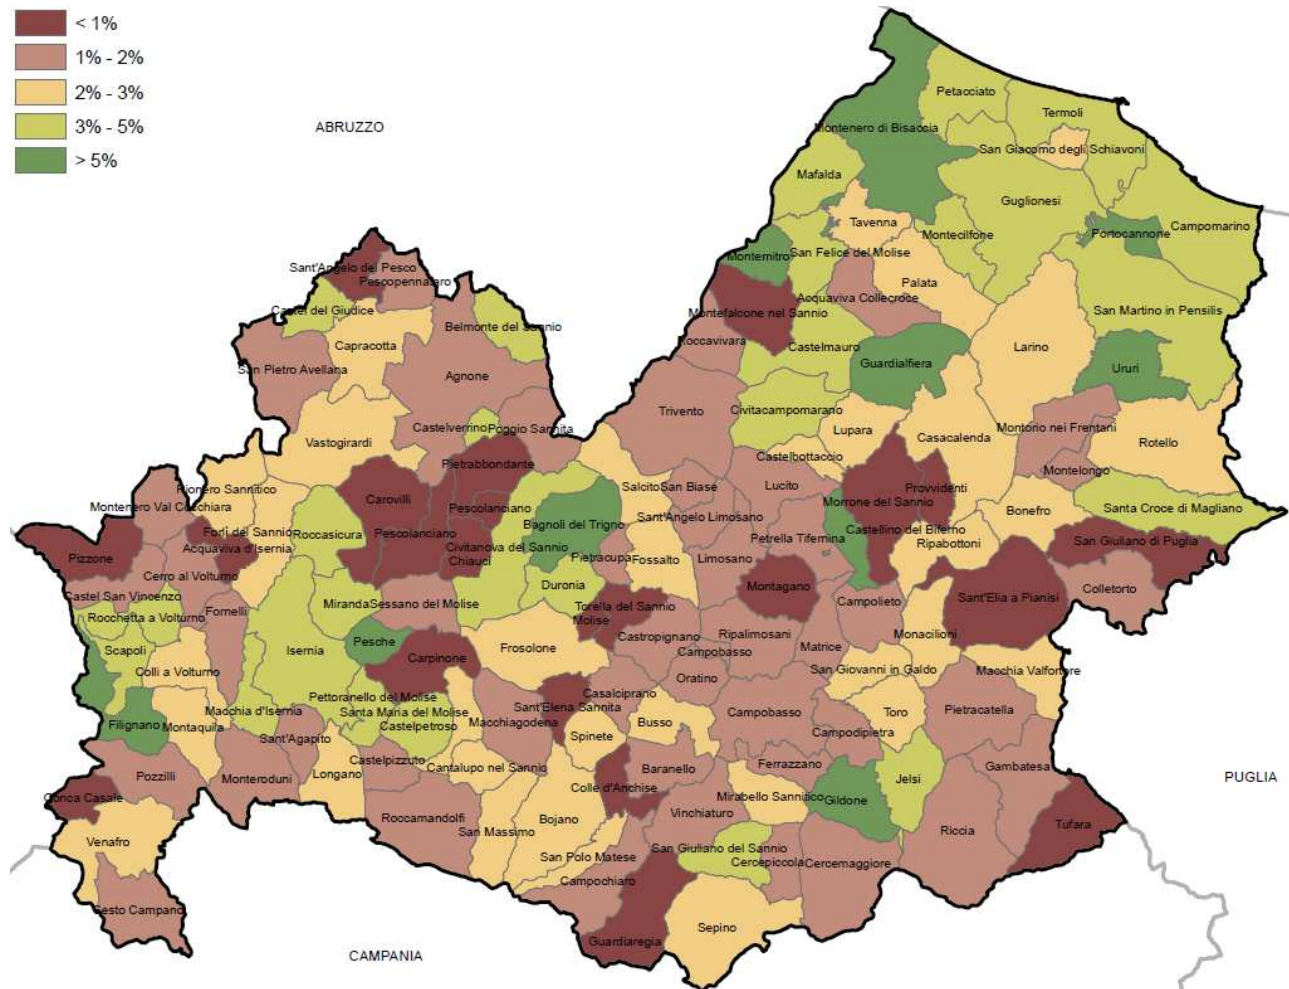 < 1%
1% - 2%
2% - 3%
3% - 5%
> 5%
ABRUZZO
Petacciato
Termoli
Montenero di Bisaccia
San Giacomo degli Schiavoni
Mafalda
Guglionesi
Tavenna
Montecilfone
Portocannone
Campomarino
Montemitro
San Felice del Molise
Sant'Angelo del Pesco
Pescopennataro
Palata
Acquaviva Collecroce
Castel del Giudice
Montefalcone nel Sannio
San Martino in Pensilis
Belmonte del Sannio
Roccavivara
Capracotta
Castelmauro
Larino
San Pietro Avellana
Guardialfiera
Ururi
Agnone
Trivento
Civitacampomarano
Castelverrino
Poggio Sannita
Lupara
Montorio nei Frentani
Vastogirardi
Casacalenda
Rotello
Castelbottaccio
Pietrabbondante
Montelongo
Rionero Sannitico
Salcito
San Biase
Lucito
Provvidenti
Carovilli
Morrone del Sannio
Montenero Val Cocchiara
Pescolanciano
Bonefro
Santa Croce di Magliano
Sant'Angelo Limosano
Bagnoli del Trigno
Forlì del Sannio
Roccasicura
Pescolanciano
Castellino del Biferno
Petrella Tifernina
San Giuliano di Puglia
Ripabottoni
Acquaviva d'Isernia
Civitanova del Sannio
Pizzone
Chiauci
Pietracupa
Fossalto
Limosano
Cerro al Volturno
Duronia
Colletorto
Castel San Vincenzo
Sant'Elia a Pianisi
Miranda
Sessano del Molise
Torella del Sannio
Montagano
Campolieto
Fornelli
Rocchetta a Volturno
Molise
Castropignano
Ripalimosani
Monacilioni
Pesche
Frosolone
Matrice
Scapoli
Isernia
Campobasso
Carpinone
San Giovanni in Galdo
Macchia Valfortore
Colli a Volturno
Oratino
Pettoranello del Molise
Casalciprano
Sant'Elena Sannita
Macchia d'Isernia
Santa Maria del Molise
Campobasso
Toro
Pietracatella
Filignano
Montaquila
Castelpetroso
Macchiagodena
Busso
Campodipietra
Sant'Agapito
Spinete
Castelpizzuto
Ferrazzano
Gambatesa
Pozzilli
Monteroduni
Longano
Cantalupo nel Sannio
Baranello
PUGLIA
Jelsi
Colle d'Anchise
Mirabello Sannitico
Conca Casale
Gildone
Vinchiaturo
Roccamandolfi
Bojano
Tufara
San Massimo
Riccia
Venafro
San Giuliano del Sannio
San Polo Matese
Cercepiccola
Cercemaggiore
Campochiaro
Sesto Campano
Sepino
Guardiaregia
CAMPANIA